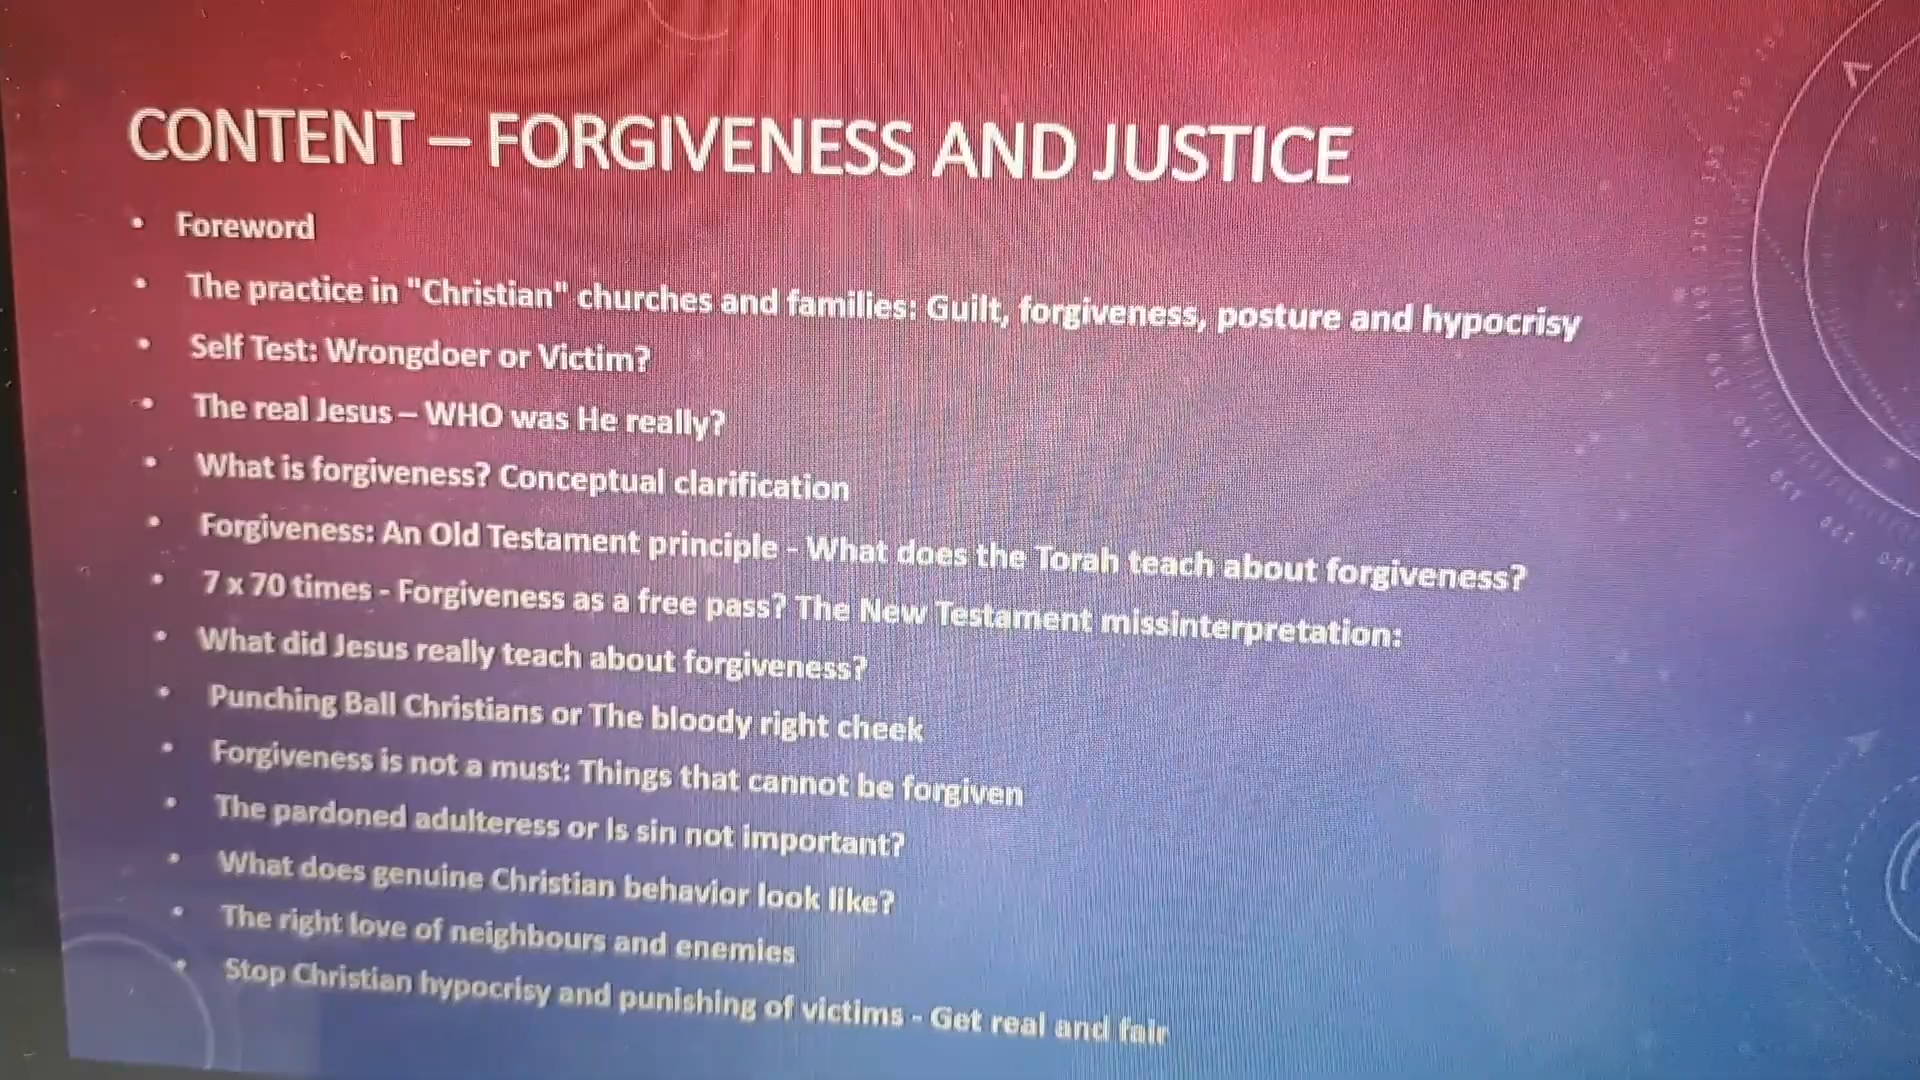 CONTENT – FORGIVENESS AND JUSTICE
• Foreword
• The practice in "Christian" churches and families: Guilt, forgiveness, posture and hypocrisy
• Self Test: Wrongdoer or Victim?
• The real Jesus – WHO was He really?
• What is forgiveness? Conceptual clarification
• Forgiveness: An Old Testament principle - What does the Torah teach about forgiveness?
• 7 x 70 times - Forgiveness as a free pass? The New Testament missinterpretation:
• What did Jesus really teach about forgiveness?
• Punching Ball Christians or The bloody right cheek
• Forgiveness is not a must: Things that cannot be forgiven
• The pardoned adulteress or Is sin not important?
• What does genuine Christian behavior look like?
• The right love of neighbours and enemies
• Stop Christian hypocrisy and punishing of victims - Get real and fair